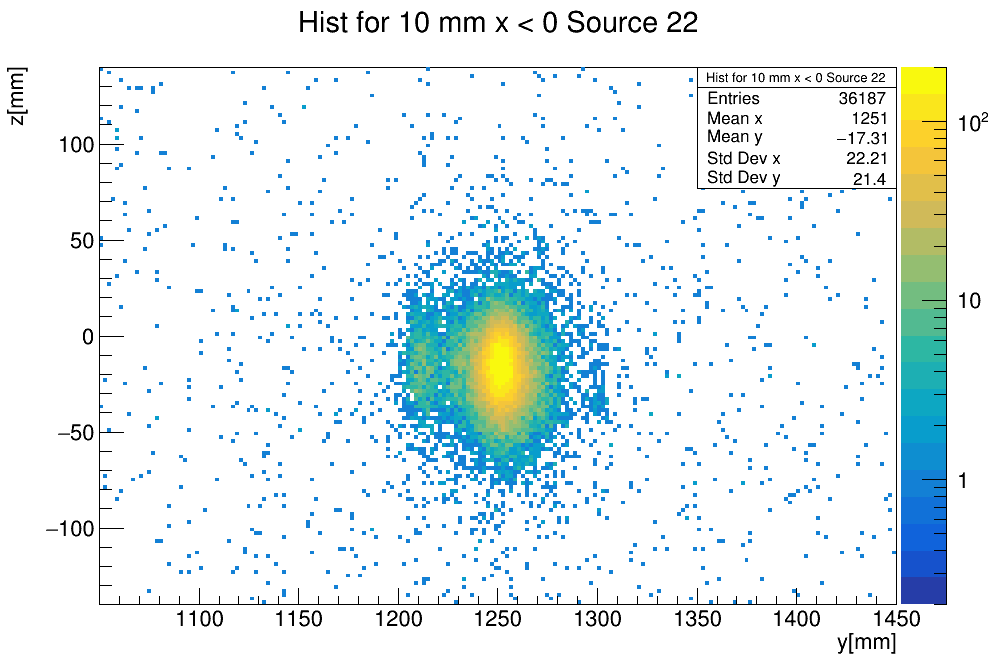 Hist for 10 mm x < 0 Source 22
z[mm]
Hist for 10 mm x < 0 Source 22
Entries 36187
Mean x 1251
Mean y −17.31
Std Dev x 22.21
Std Dev y 21.4
100
50
0
−50
−100
10²
10
1
1100 1150 1200 1250 1300 1350 1400 1450
y[mm]